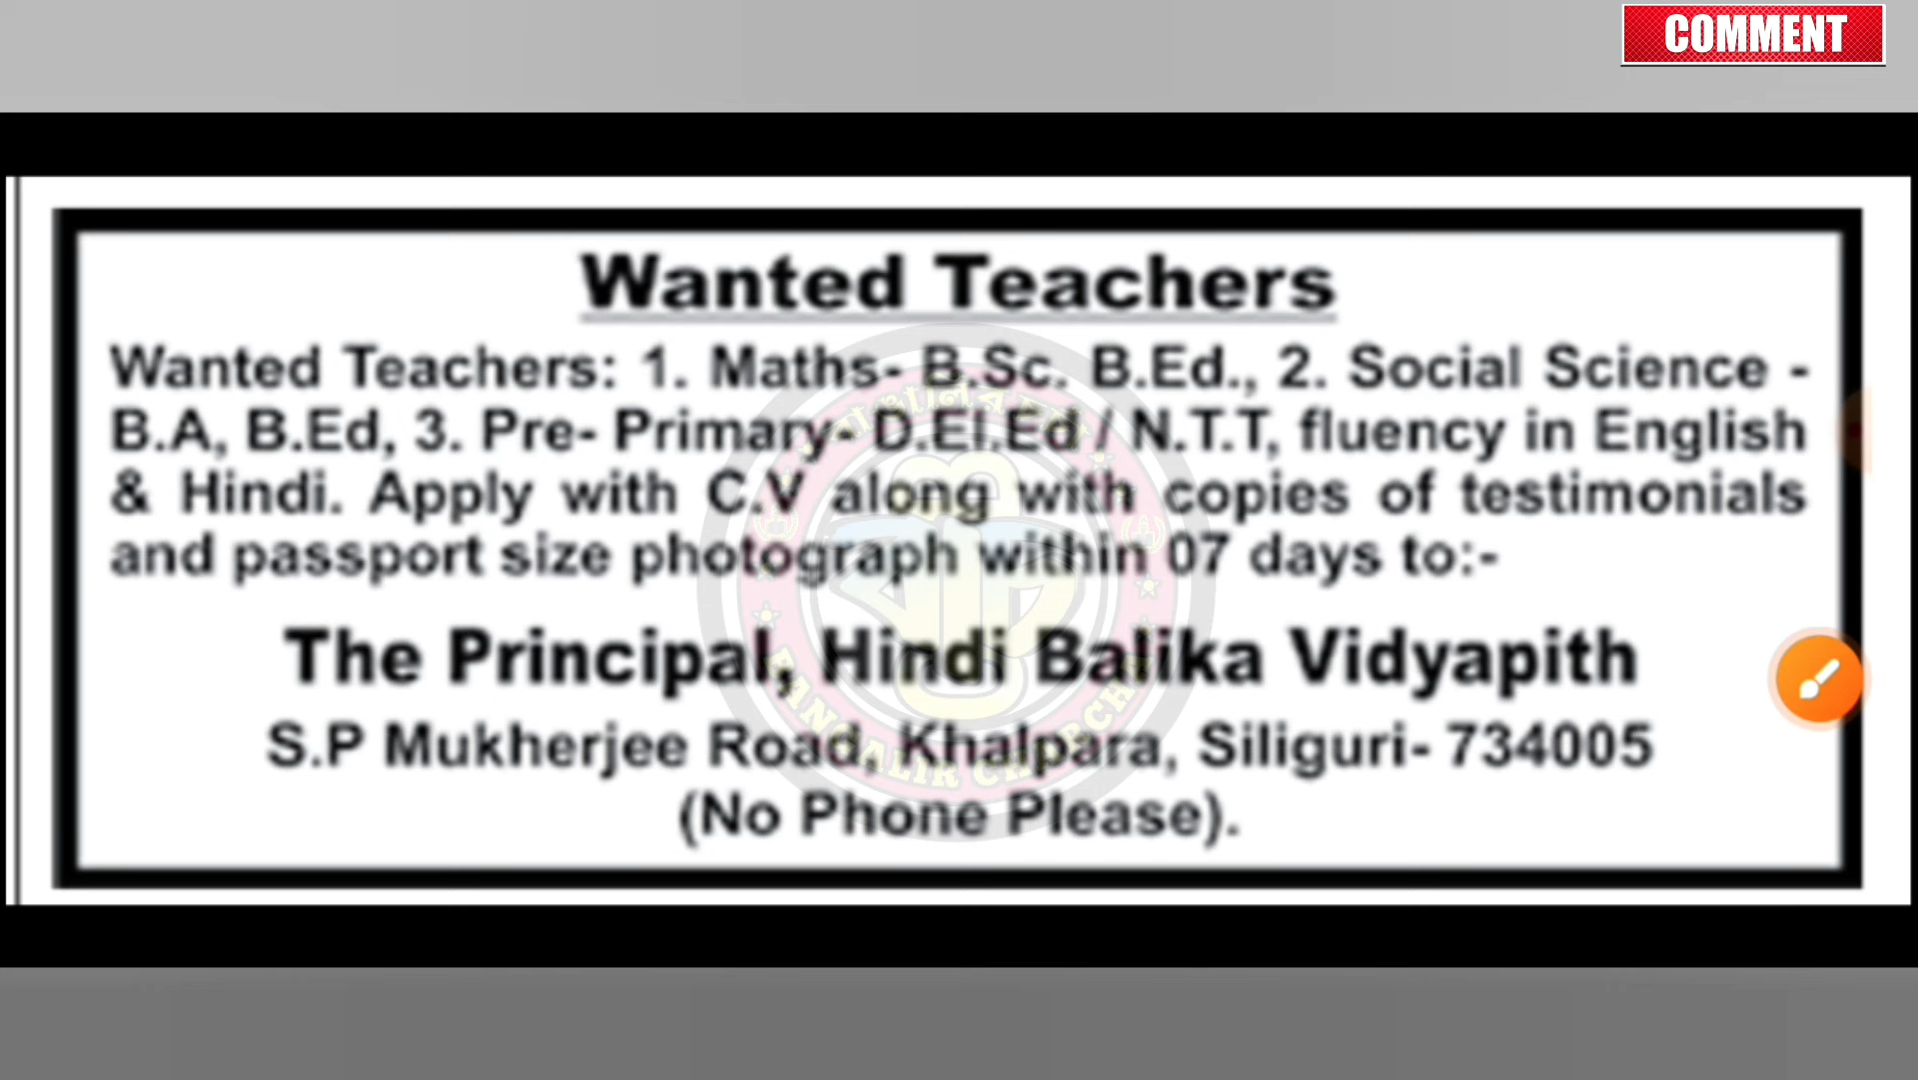 COMMENT
Wanted Teachers
Wanted Teachers: 1. Maths- B.Sc. B.Ed., 2. Social Science -
B.A, B.Ed, 3. Pre- Primary- D.El.Ed / N.T.T, fluency in English
& Hindi. Apply with C.V along with copies of testimonials
and passport size photograph within 07 days to:-
The Principal, Hindi Balika Vidyapith
S.P Mukherjee Road, Khalpara, Siliguri- 734005
(No Phone Please).